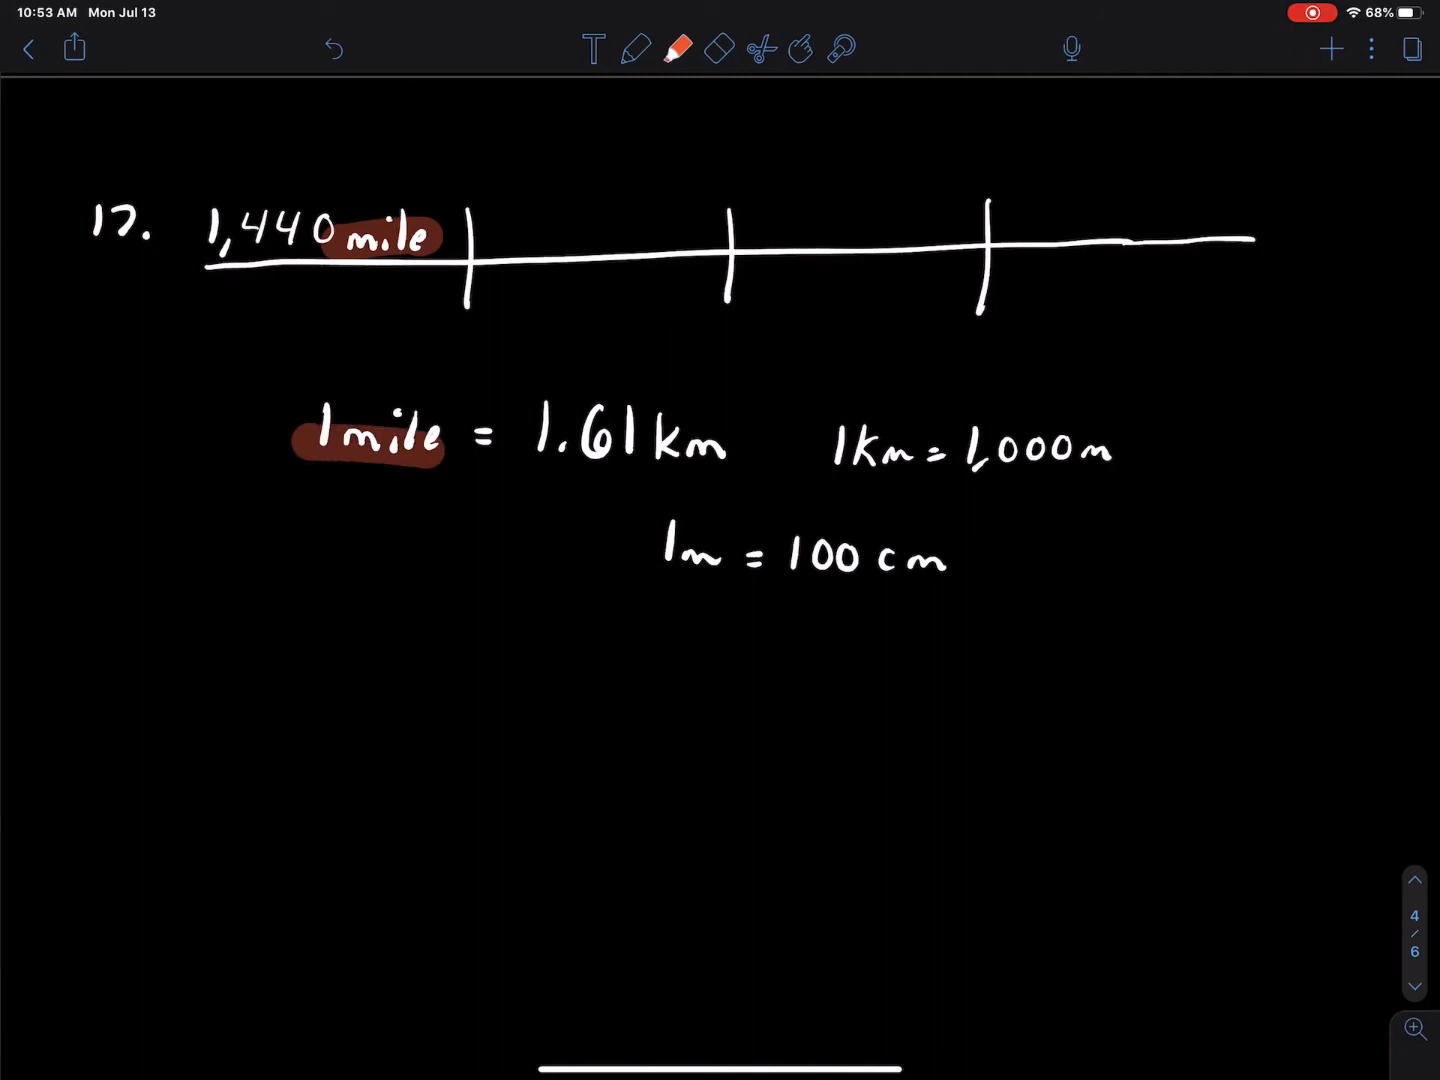 10:53 AM Mon Jul 13
68%
T
17. 1,440 mile
1 mile = 1.61 km
1 km = 1,000 m
1 m = 100 cm
4
/
6